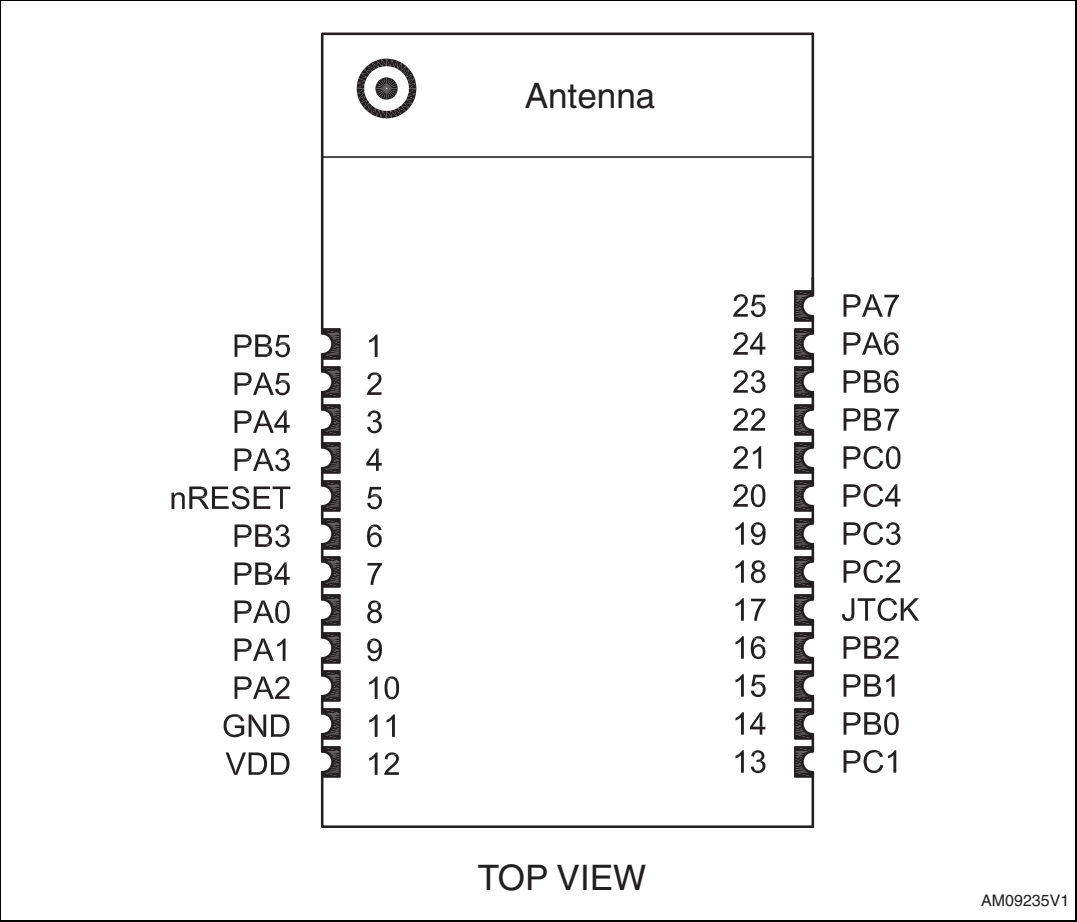 Antenna
25 PA7
PB5 1 24 PA6
PA5 2 23 PB6
PA4 3 22 PB7
PA3 4 21 PC0
nRESET 5 20 PC4
PB3 6 19 PC3
PB4 7 18 PC2
PA0 8 17 JTCK
PA1 9 16 PB2
PA2 10 15 PB1
GND 11 14 PB0
VDD 12 13 PC1
TOP VIEW
AM09235V1